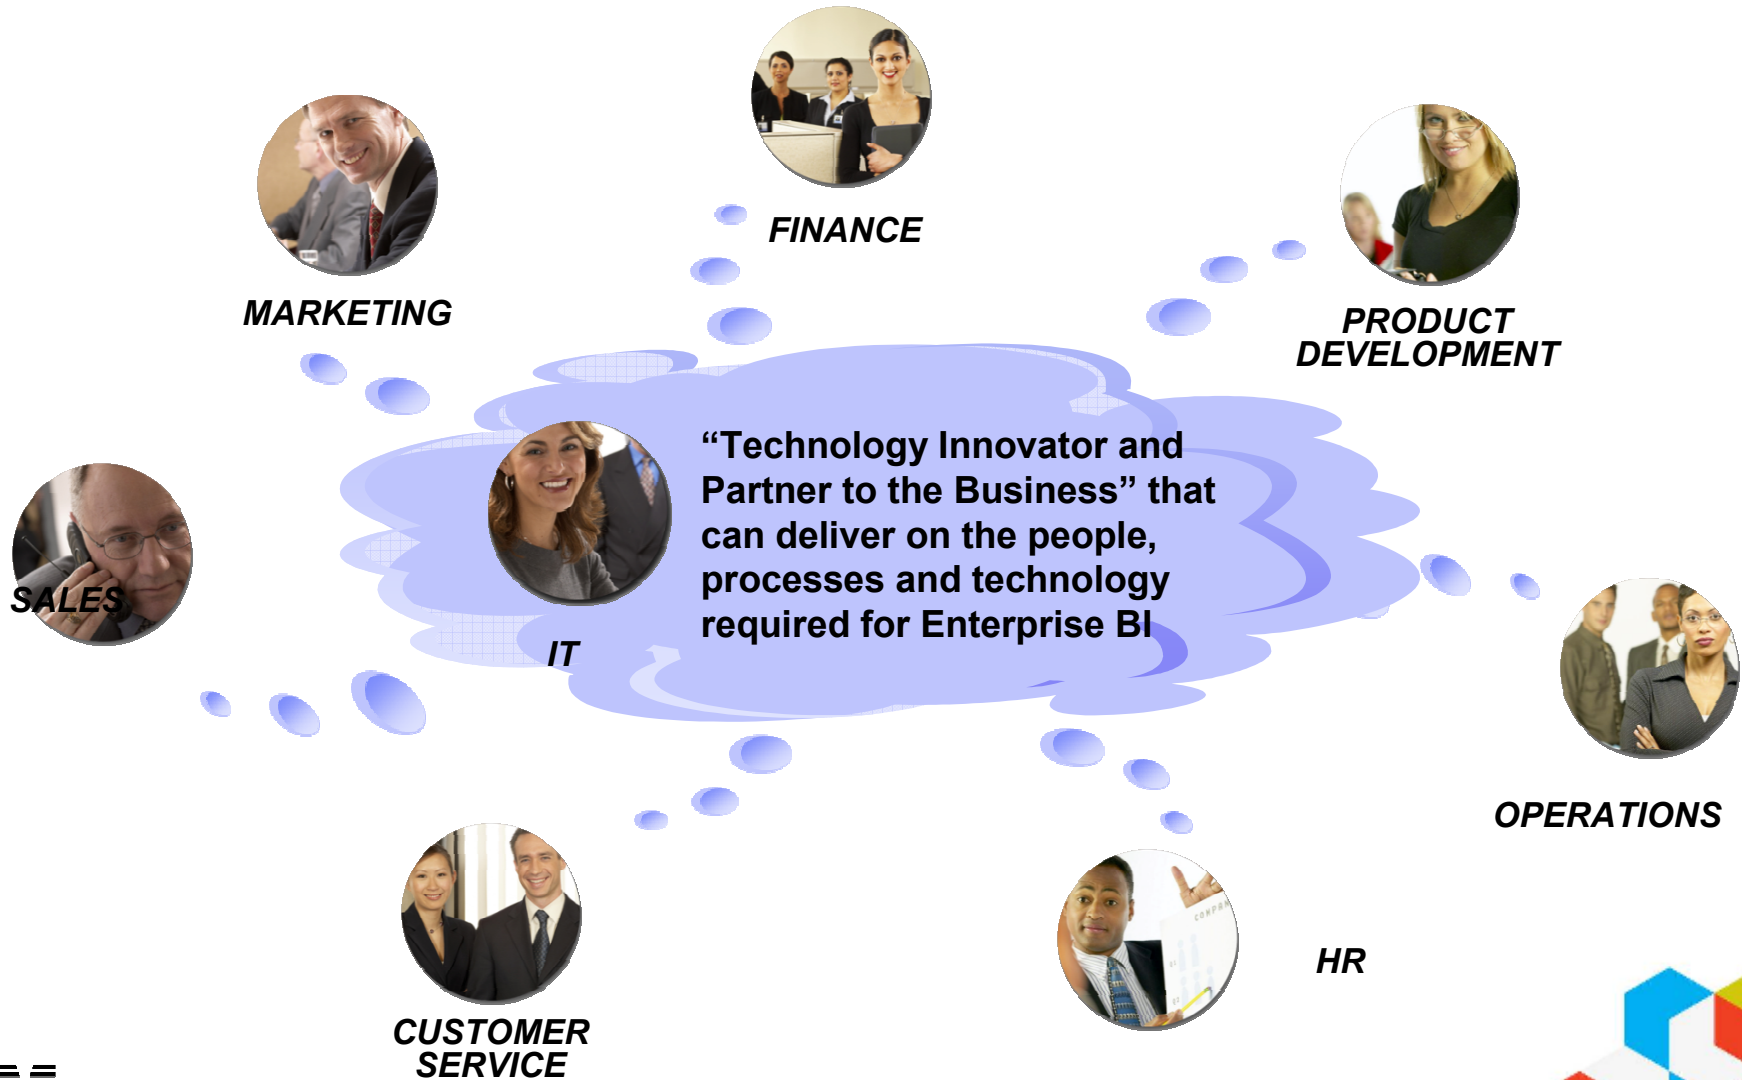 FINANCE
MARKETING
PRODUCT
DEVELOPMENT
“Technology Innovator and
Partner to the Business” that
can deliver on the people,
processes and technology
required for Enterprise BI
SALES
IT
OPERATIONS
COMPAN
HR
CUSTOMER
SERVICE